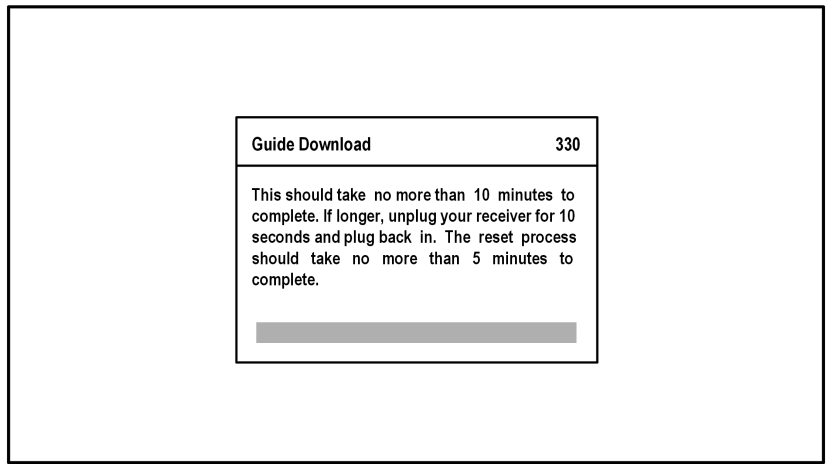 Guide Download 330
This should take no more than 10 minutes to
complete. If longer, unplug your receiver for 10
seconds and plug back in. The reset process
should take no more than 5 minutes to
complete.